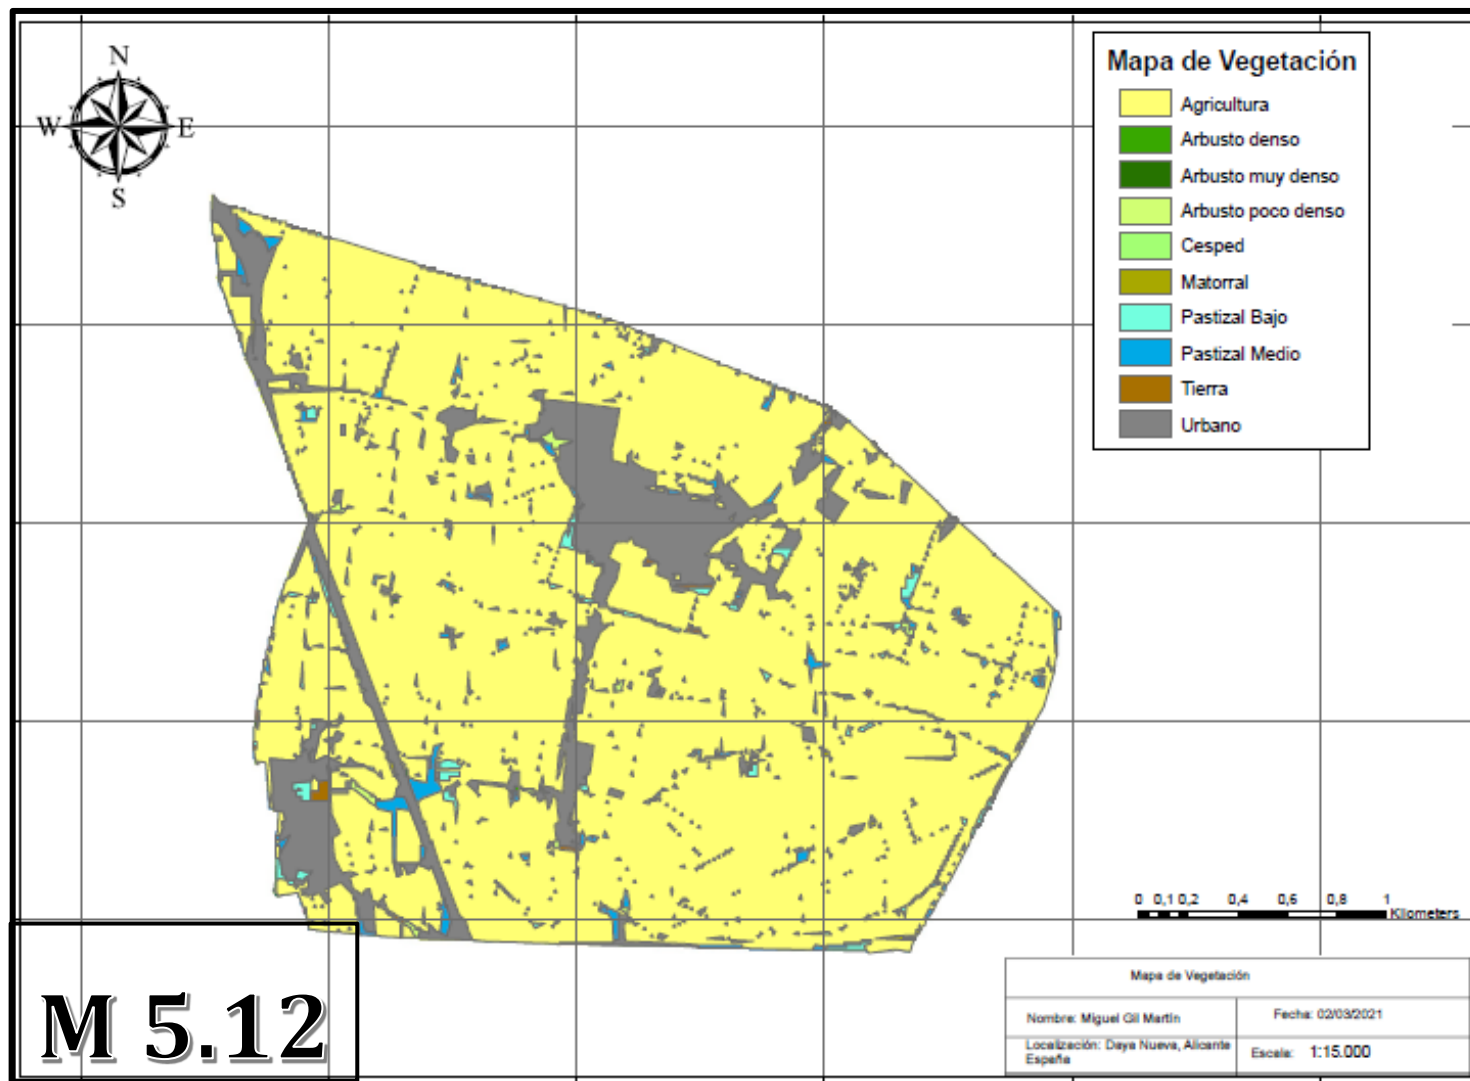 N
W E
S
Mapa de Vegetación
Agricultura
Arbusto denso
Arbusto muy denso
Arbusto poco denso
Cesped
Matorral
Pastizal Bajo
Pastizal Medio
Tierra
Urbano
0 0,1 0,2 0,4 0,6 0,8 1
Kilometers
Mapa de Vegetación
Nombre: Miguel Gil Martín
Fecha: 02/03/2021
Localización: Daya Nueva, Alicante
España
Escala: 1:15.000
M 5.12